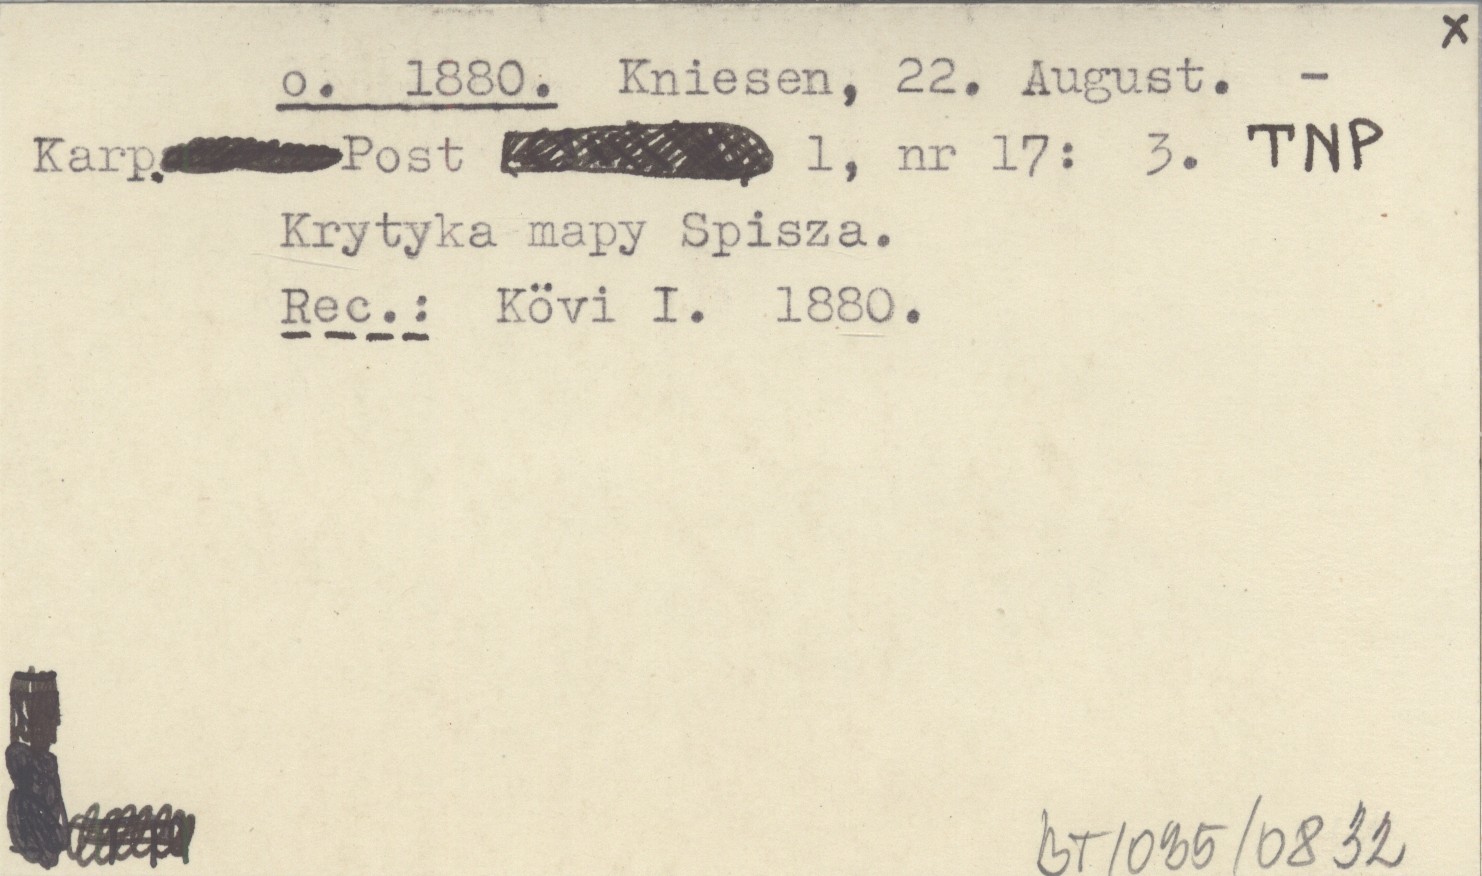 x
o. 1880. Kniesen, 22. August. -
Karp. Post 1, nr 17: 3. TNP
Krytyka mapy Spisza.
Rec.: Kövi I. 1880.
BT/035/0832